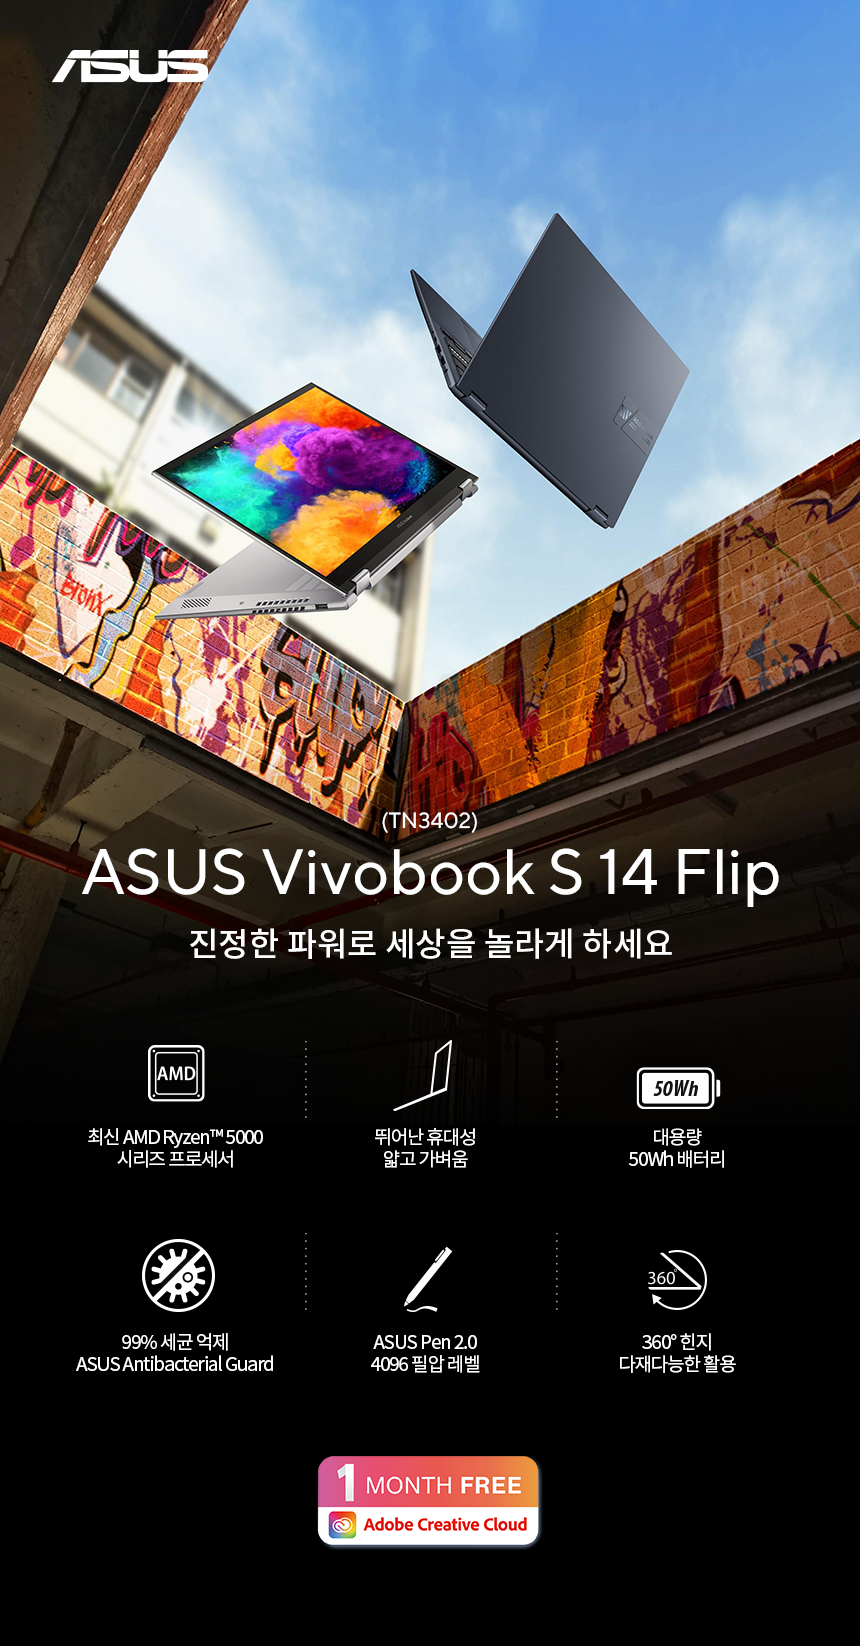 ASUS
BRONX
(TN3402)
ASUS Vivobook S 14 Flip
진정한 파워로 세상을 놀라게 하세요
AMD
최신 AMD Ryzen™ 5000
시리즈 프로세서
뛰어난 휴대성
얇고 가벼움
50Wh
대용량
50Wh 배터리
99% 세균 억제
ASUS Antibacterial Guard
ASUS Pen 2.0
4096 필압 레벨
360°
360° 힌지
다재다능한 활용
1 MONTH FREE
Adobe Creative Cloud